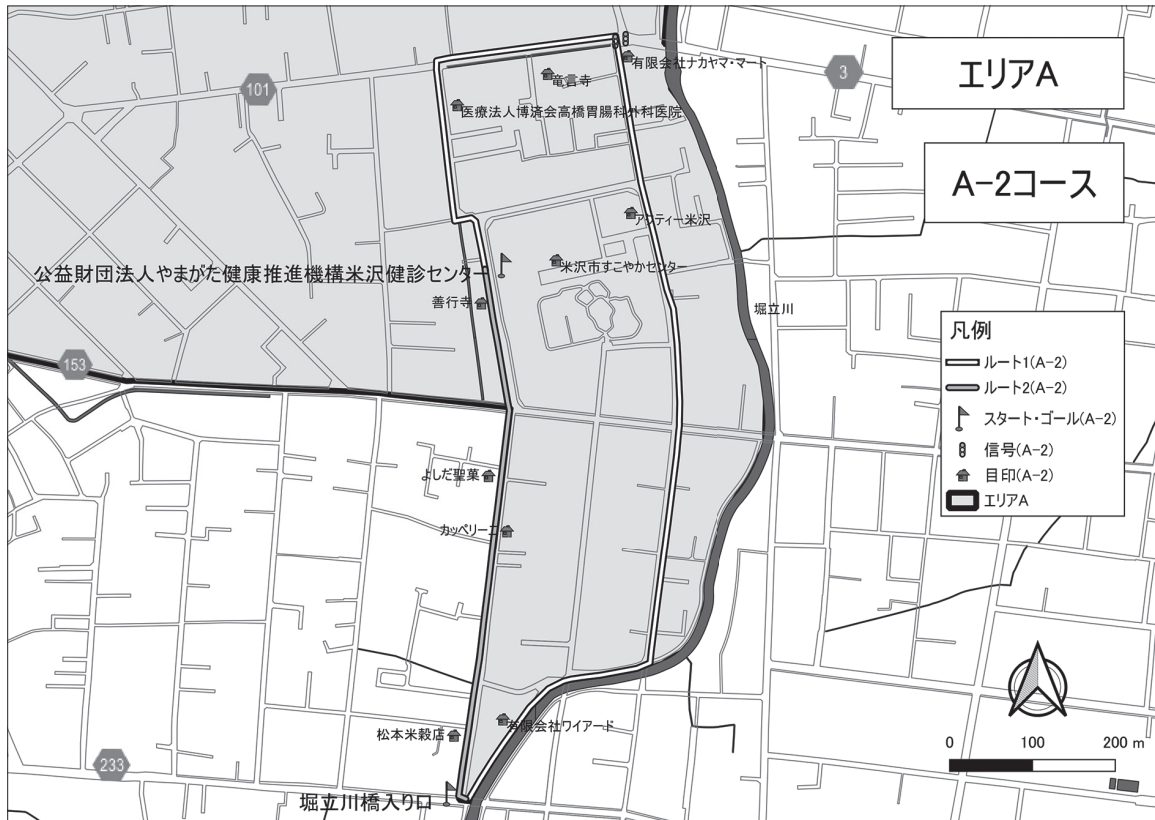 エリアA
A-2コース
101
3
有限会社ナカヤマ・マート
竜言寺
医療法人博済会高橋胃腸科外科医院
アクティー米沢
米沢市すこやかセンター
公益財団法人やまがた健康推進機構米沢健診センター
善行寺
堀立川
153
凡例
ルート1(A-2)
ルート2(A-2)
スタート・ゴール(A-2)
信号(A-2)
目印(A-2)
エリアA
よしだ聖菓
カッペリーニ
有限会社ワイアード
松本米穀店
233
堀立川橋入り口
0 100 200 m